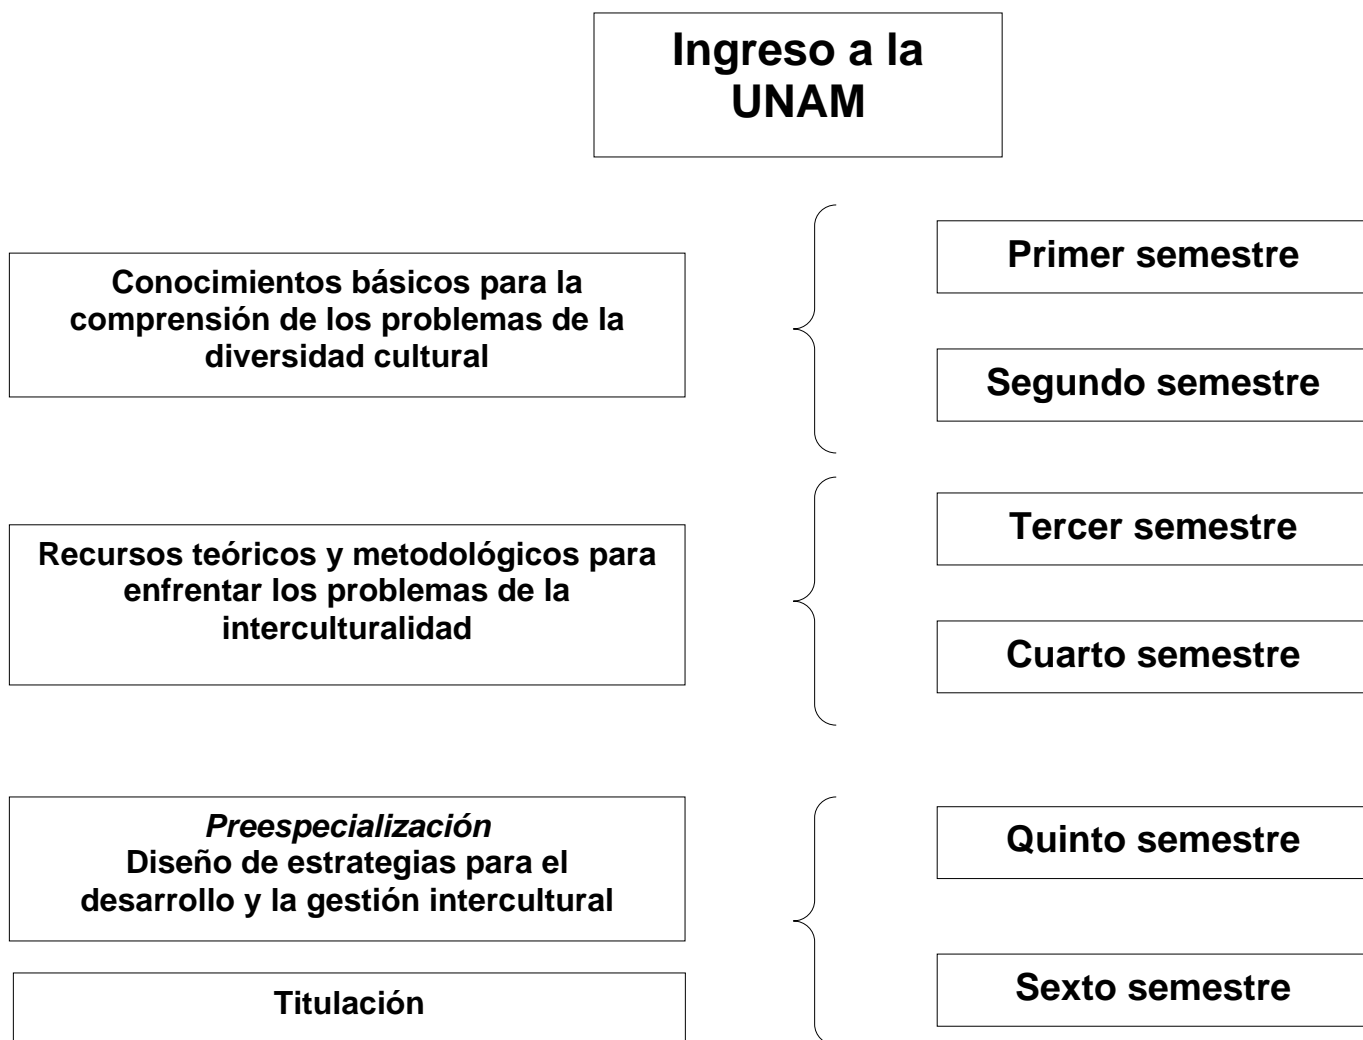 Ingreso a la
UNAM
Conocimientos básicos para la
comprensión de los problemas de la
diversidad cultural
Primer semestre
Segundo semestre
Recursos teóricos y metodológicos para
enfrentar los problemas de la
interculturalidad
Tercer semestre
Cuarto semestre
Preespecialización
Diseño de estrategias para el
desarrollo y la gestión intercultural
Titulación
Quinto semestre
Sexto semestre